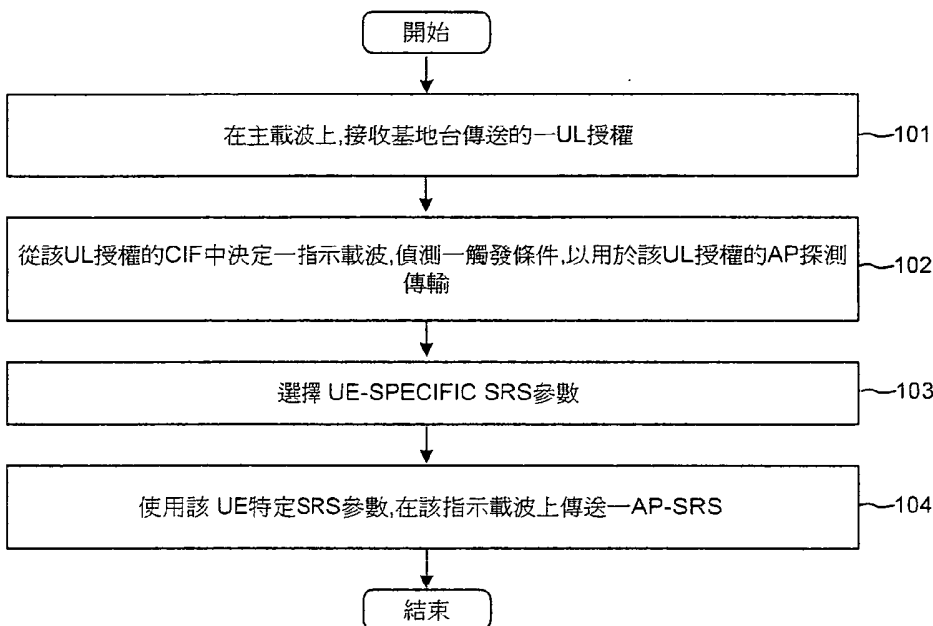 開始
在主載波上,接收基地台傳送的一UL授權
101
從該UL授權的CIF中決定一指示載波,偵測一觸發條件,以用於該UL授權的AP探測
傳輸
102
選擇 UE-SPECIFIC SRS參數
103
使用該 UE特定SRS參數,在該指示載波上傳送一AP-SRS
104
結束